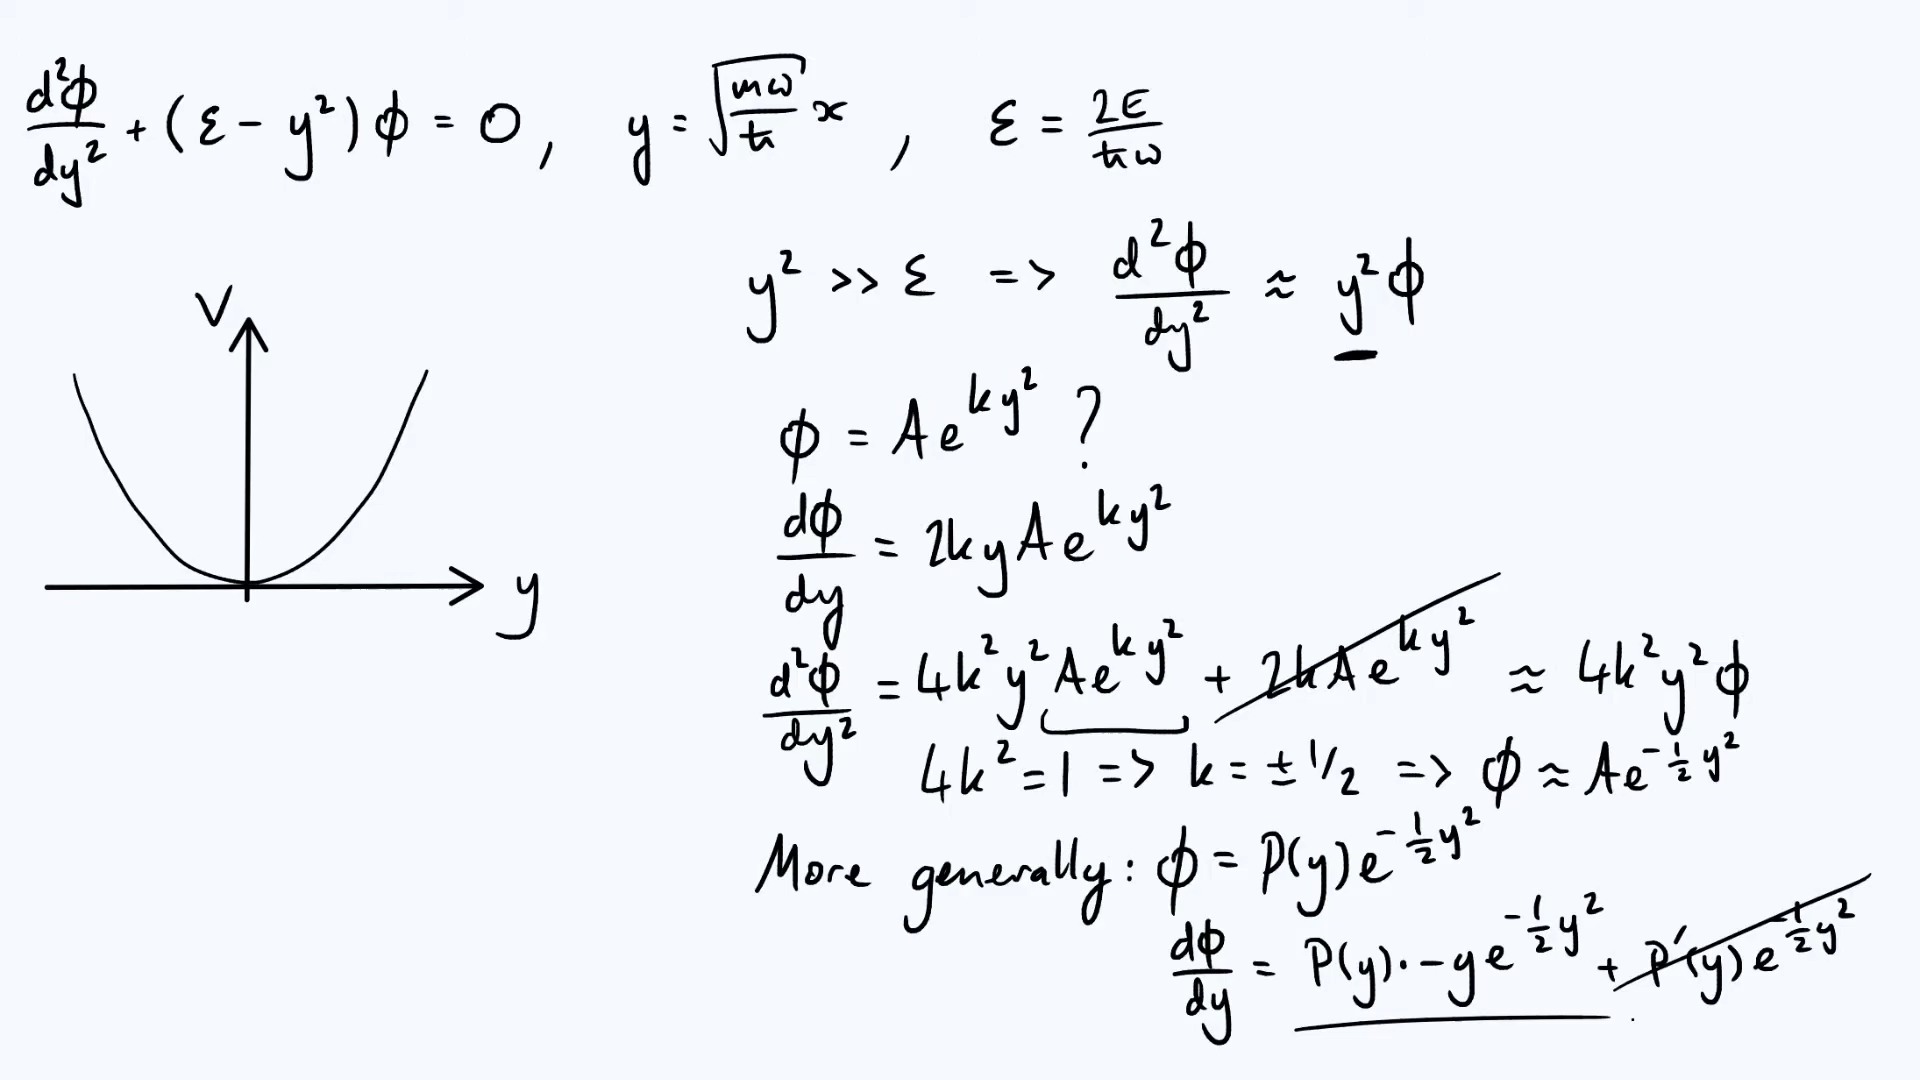 d²φ/dy² + (ε - y²)φ = 0, y = √(mω/ħ) x , ε = 2E/ħω
y² >> ε => d²φ/dy² ≈ y²φ
V
y
φ = Ae^{ky²} ?
dφ/dy = 2kyAe^{ky²}
d²φ/dy² = 4k²y²Ae^{ky²} + 2kAe^{ky²} ≈ 4k²y²φ
4k² = 1 => k = ± 1/2 => φ ≈ Ae^{-½y²}
More generally: φ = P(y)e^{-½y²}
dφ/dy = P(y)·-ye^{-½y²} + P′(y)e^{-½y²}